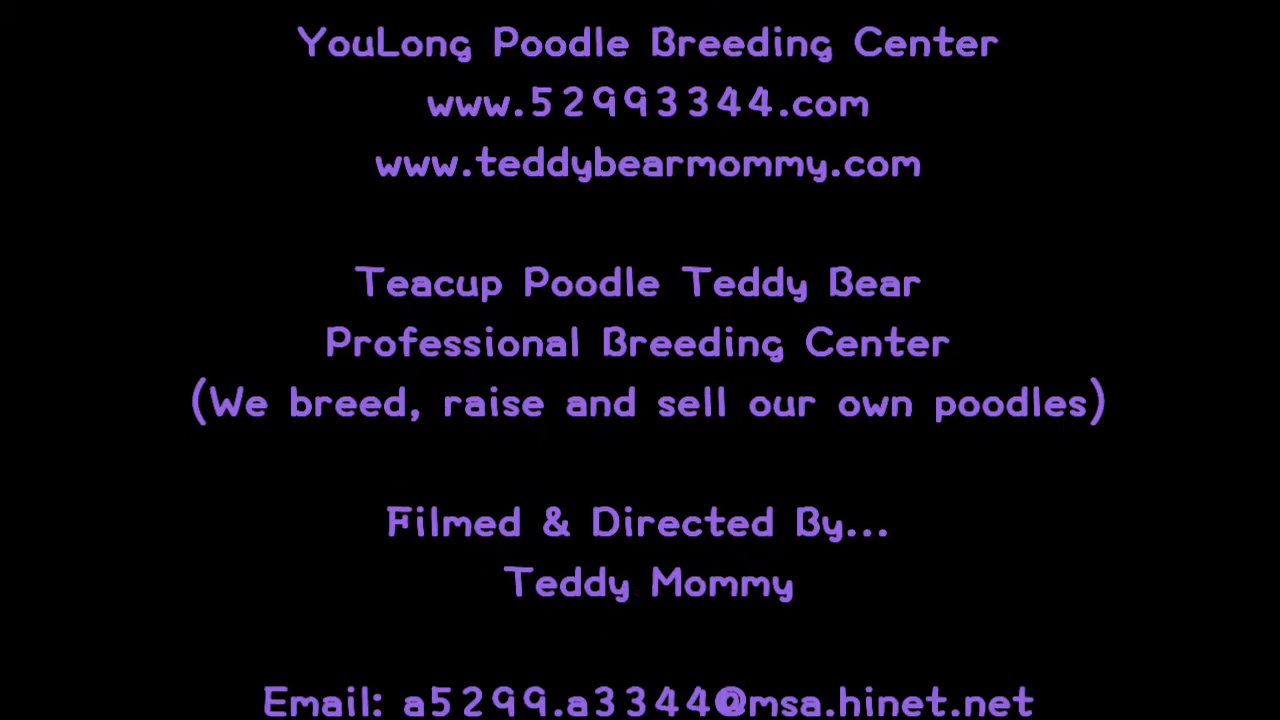 YouLong Poodle Breeding Center
www.52993344.com
www.teddybearmommy.com
Teacup Poodle Teddy Bear
Professional Breeding Center
(We breed, raise and sell our own poodles)
Filmed & Directed By...
Teddy Mommy
Email: a5299.a3344@msa.hinet.net